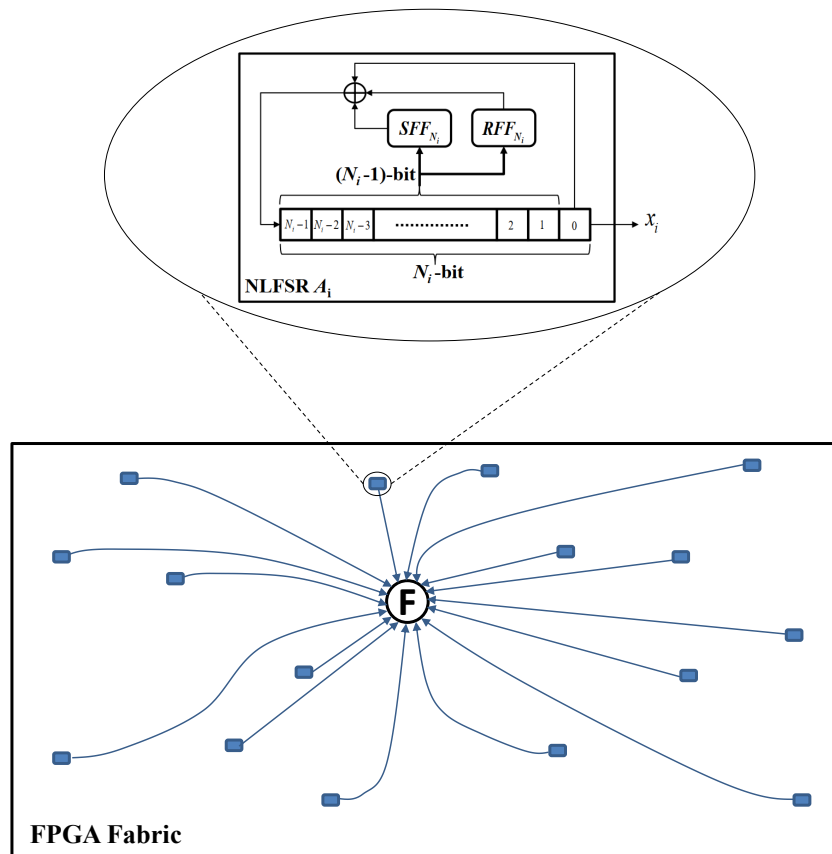 SFF_{N_i}
RFF_{N_i}
(N_i-1)-bit
N_i−1 N_i−2 N_i−3 ................ 2 1 0
x_i
N_i-bit
NLFSR A_i
F
FPGA Fabric